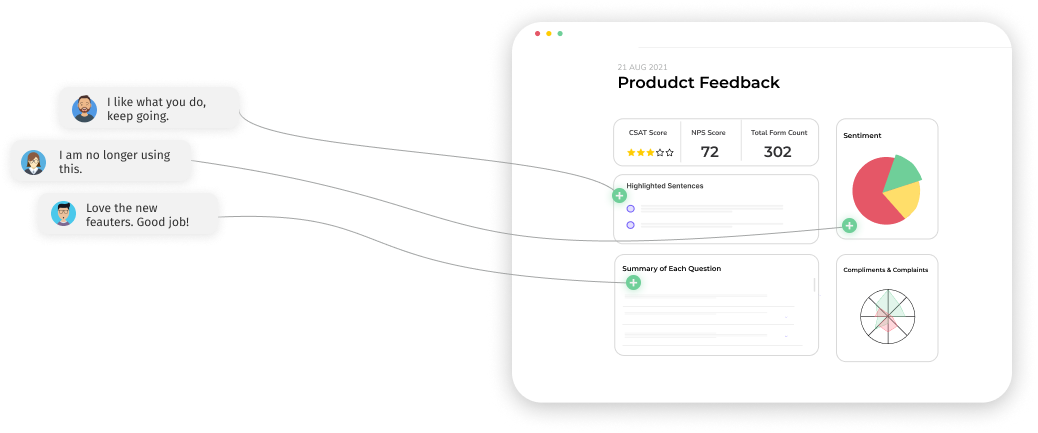 I like what you do,
keep going.
I am no longer using
this.
Love the new
feauters. Good job!
21 AUG 2021
Produdct Feedback
CSAT Score
NPS Score
Total Form Count
72
302
Highlighted Sentences
Sentiment
Summary of Each Question
Compliments & Complaints